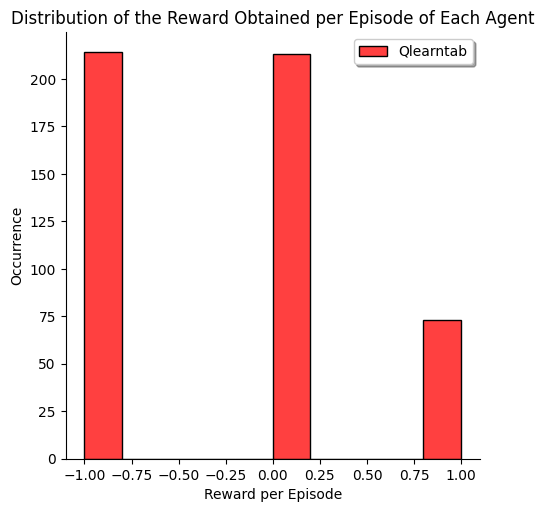 Distribution of the Reward Obtained per Episode of Each Agent
Qlearntab
200
175
150
125
100
75
50
25
0
Occurrence
−1.00 −0.75 −0.50 −0.25 0.00 0.25 0.50 0.75 1.00
Reward per Episode